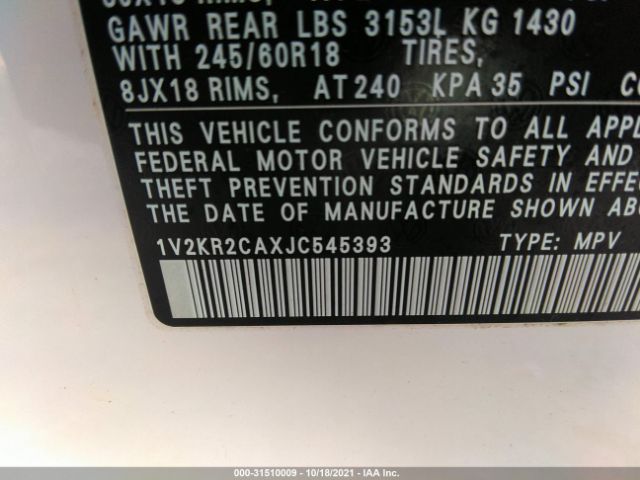 GAWR REAR LBS 3153L KG 1430
WITH 245/60R18 TIRES,
8JX18 RIMS, AT 240 KPA 35 PSI
THIS VEHICLE CONFORMS TO ALL
FEDERAL MOTOR VEHICLE SAFETY AND
THEFT PREVENTION STANDARDS IN
THE DATE OF MANUFACTURE SHOWN
1V2KR2CAXJC545393 TYPE: MPV
000-31510009 - 10/18/2021 - IAA Inc.